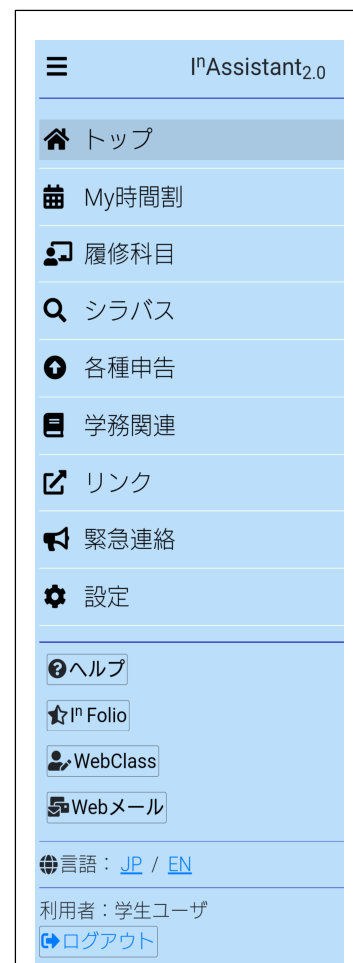 IⁿAssistant₂.₀
トップ
My時間割
履修科目
シラバス
各種申告
学務関連
リンク
緊急連絡
設定
ヘルプ
Iⁿ Folio
WebClass
Webメール
言語： JP / EN
利用者：学生ユーザ
ログアウト